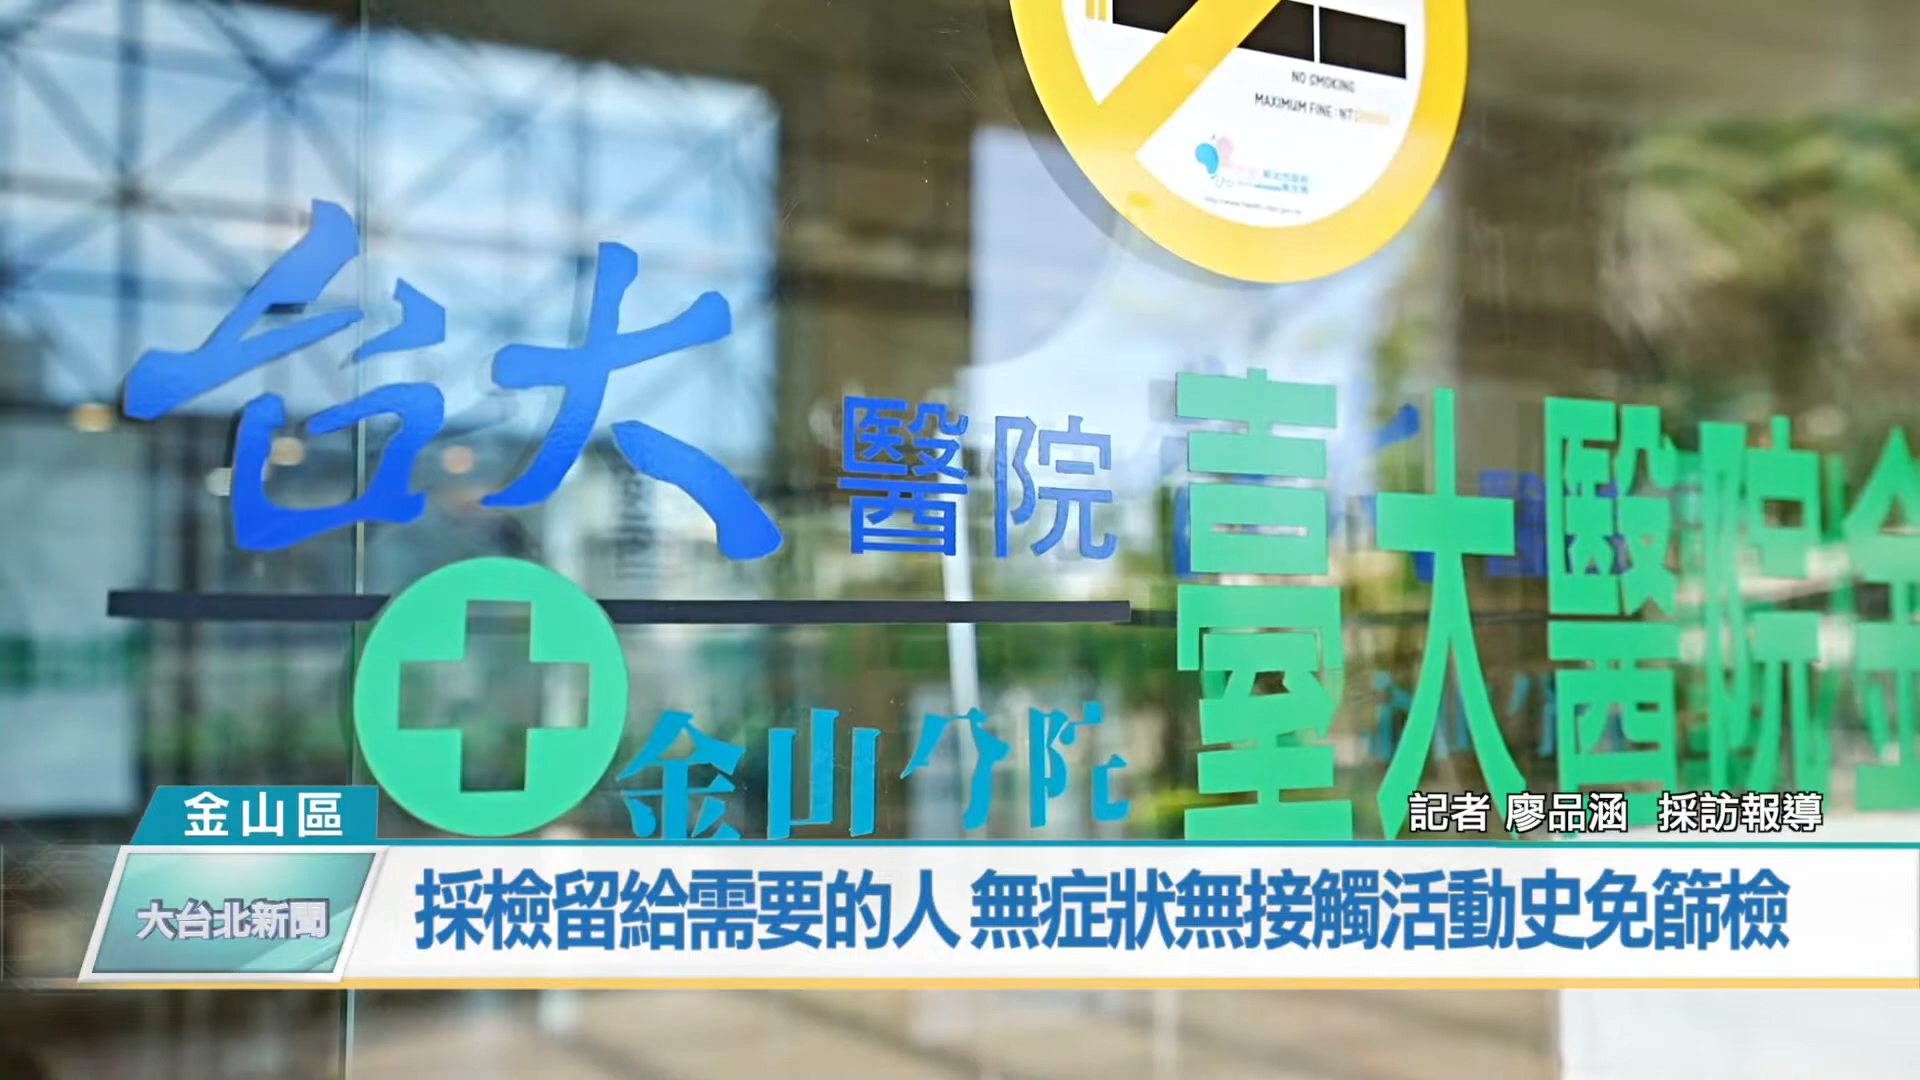 NO SMOKING
MAXIMUM FINE : NT
台大醫院
臺大醫院金
金山分院
金山區
記者 廖品涵 採訪報導
大台北新聞
採檢留給需要的人 無症狀無接觸活動史免篩檢